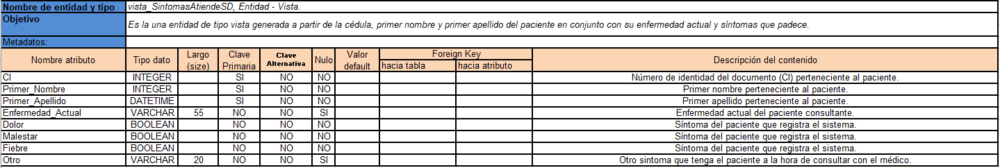 Nombre de entidad y tipo vista_SintomasAtiendeSD, Entidad - Vista.
Objetivo Es la una entidad de tipo vista generada a partir de la cédula, primer nombre y primer apellido del paciente en conjunto con su enfermedad actual y síntomas que padece.
Metadatos:
Nombre atributo Tipo dato Largo (size) Clave Primaria Clave Alternativa Nulo Valor default Foreign Key Descripción del contenido
hacia tabla hacia atributo
CI INTEGER SI NO NO Número de identidad del documento (CI) perteneciente al paciente.
Primer_Nombre INTEGER SI NO NO Primer nombre perteneciente al paciente.
Primer_Apellido DATETIME SI NO NO Primer apellido perteneciente al paciente.
Enfermedad_Actual VARCHAR 55 NO NO SI Enfermedad actual del paciente consultante.
Dolor BOOLEAN NO NO NO Síntoma del paciente que registra el sistema.
Malestar BOOLEAN NO NO NO Síntoma del paciente que registra el sistema.
Fiebre BOOLEAN NO NO NO Síntoma del paciente que registra el sistema.
Otro VARCHAR 20 NO NO SI Otro sintoma que tenga el paciente a la hora de consultar con el médico.